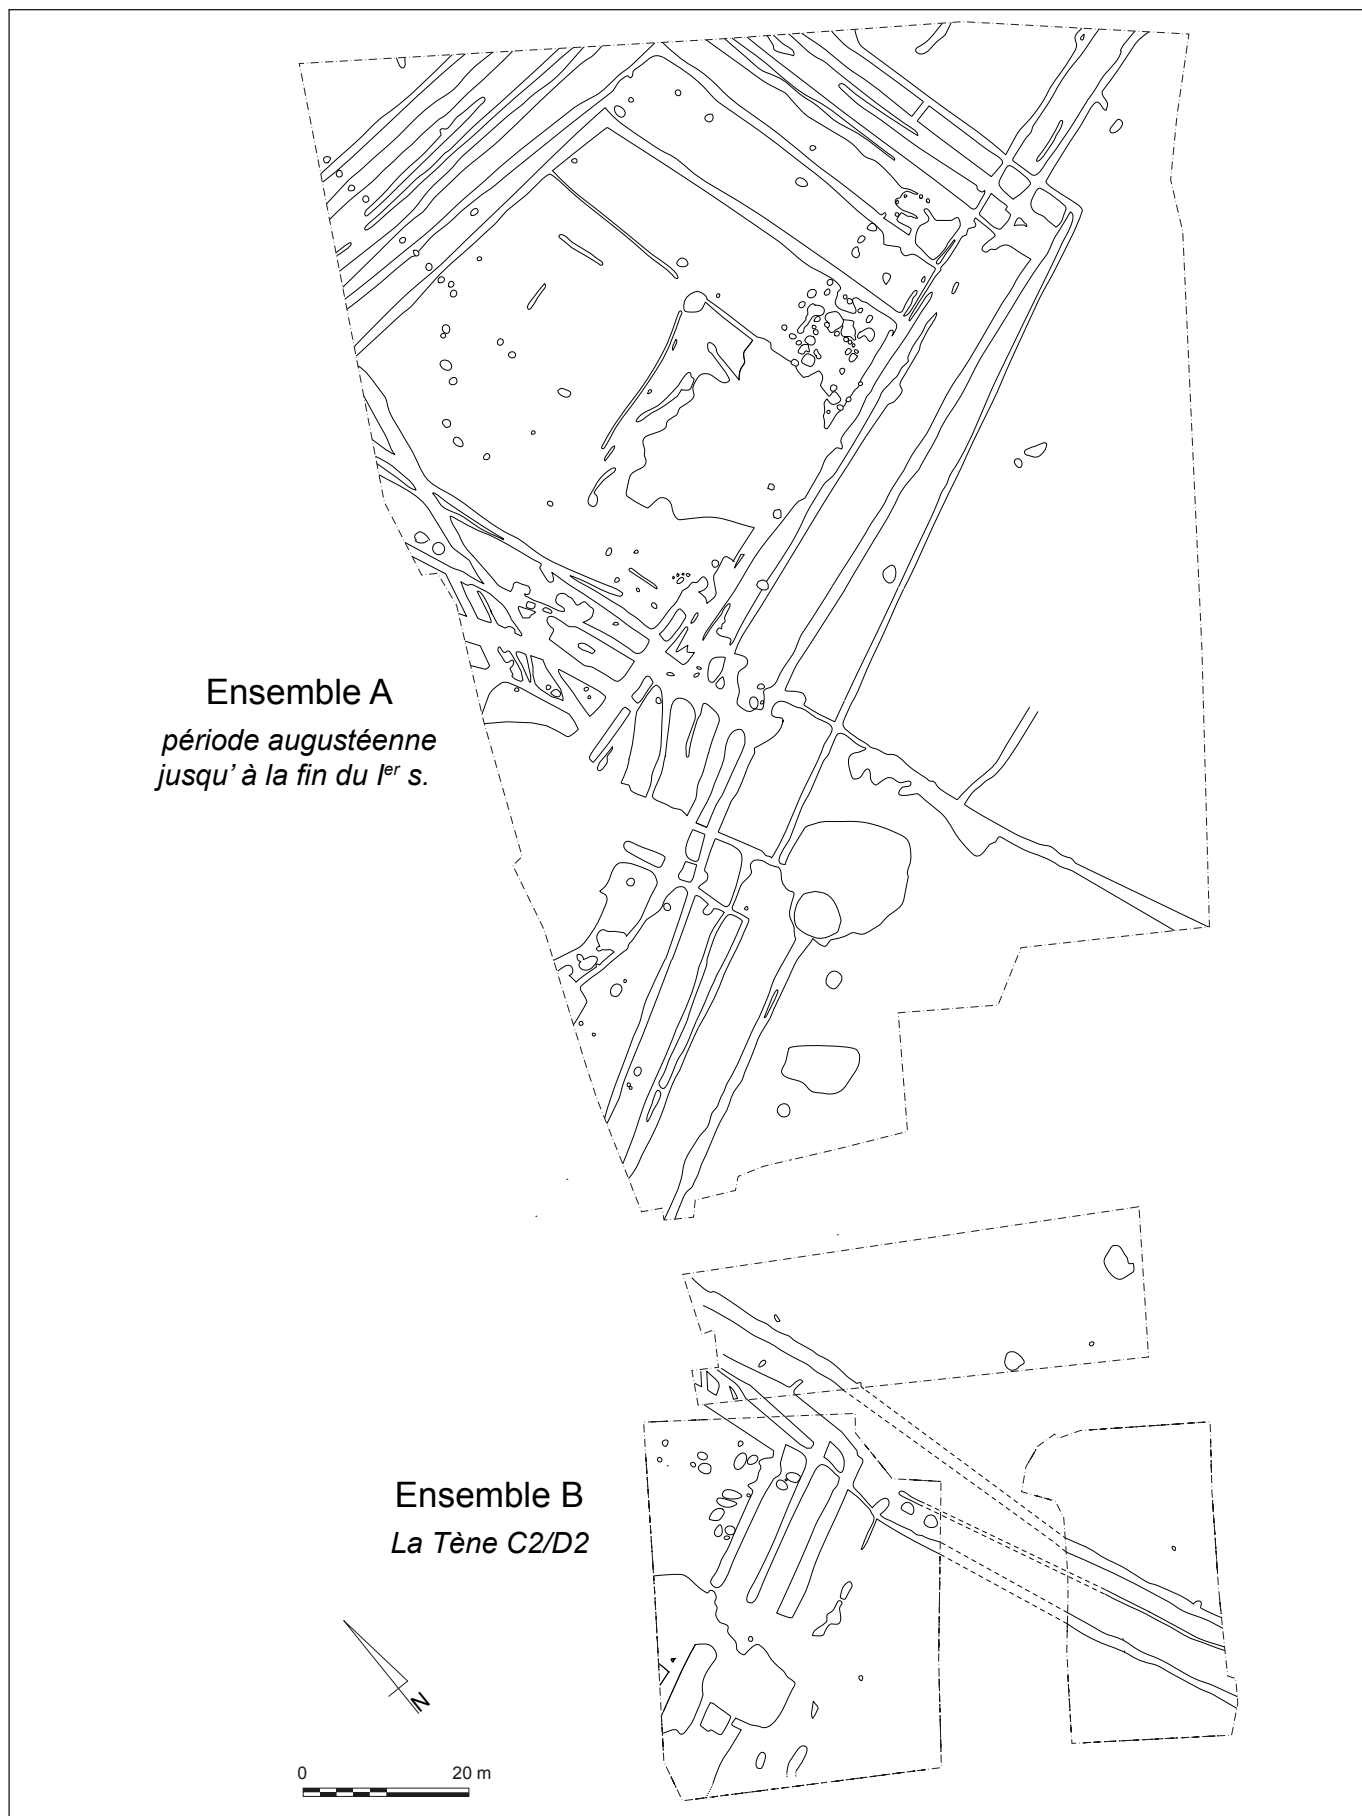 Ensemble A
période augustéenne
jusqu' à la fin du Ier s.
Ensemble B
La Tène C2/D2
N
0 20 m